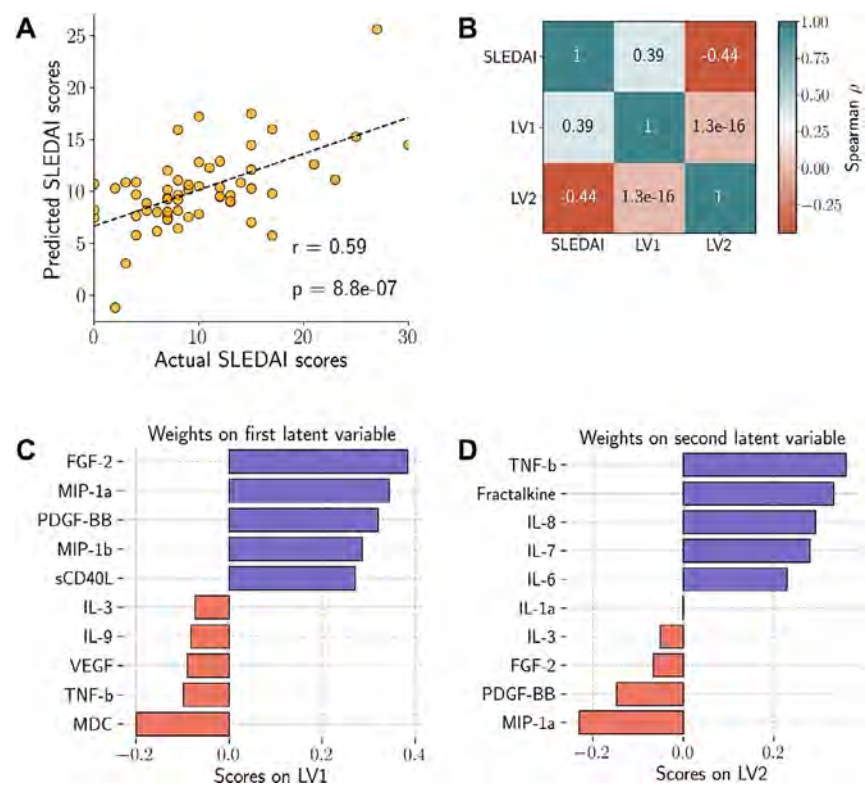 A
Predicted SLEDAI scores
25
20
15
10
5
0
0 10 20 30
r = 0.59
p = 8.8e-07
Actual SLEDAI scores
B
SLEDAI 1 0.39 -0.44
LV1 0.39 1 1.3e-16
LV2 -0.44 1.3e-16 1
SLEDAI LV1 LV2
1.00
0.75
0.50
0.25
0.00
−0.25
Spearman ρ
C
Weights on first latent variable
FGF-2
MIP-1a
PDGF-BB
MIP-1b
sCD40L
IL-3
IL-9
VEGF
TNF-b
MDC
−0.2 0.0 0.2 0.4
Scores on LV1
D
Weights on second latent variable
TNF-b
Fractalkine
IL-8
IL-7
IL-6
IL-1a
IL-3
FGF-2
PDGF-BB
MIP-1a
−0.2 0.0 0.2
Scores on LV2